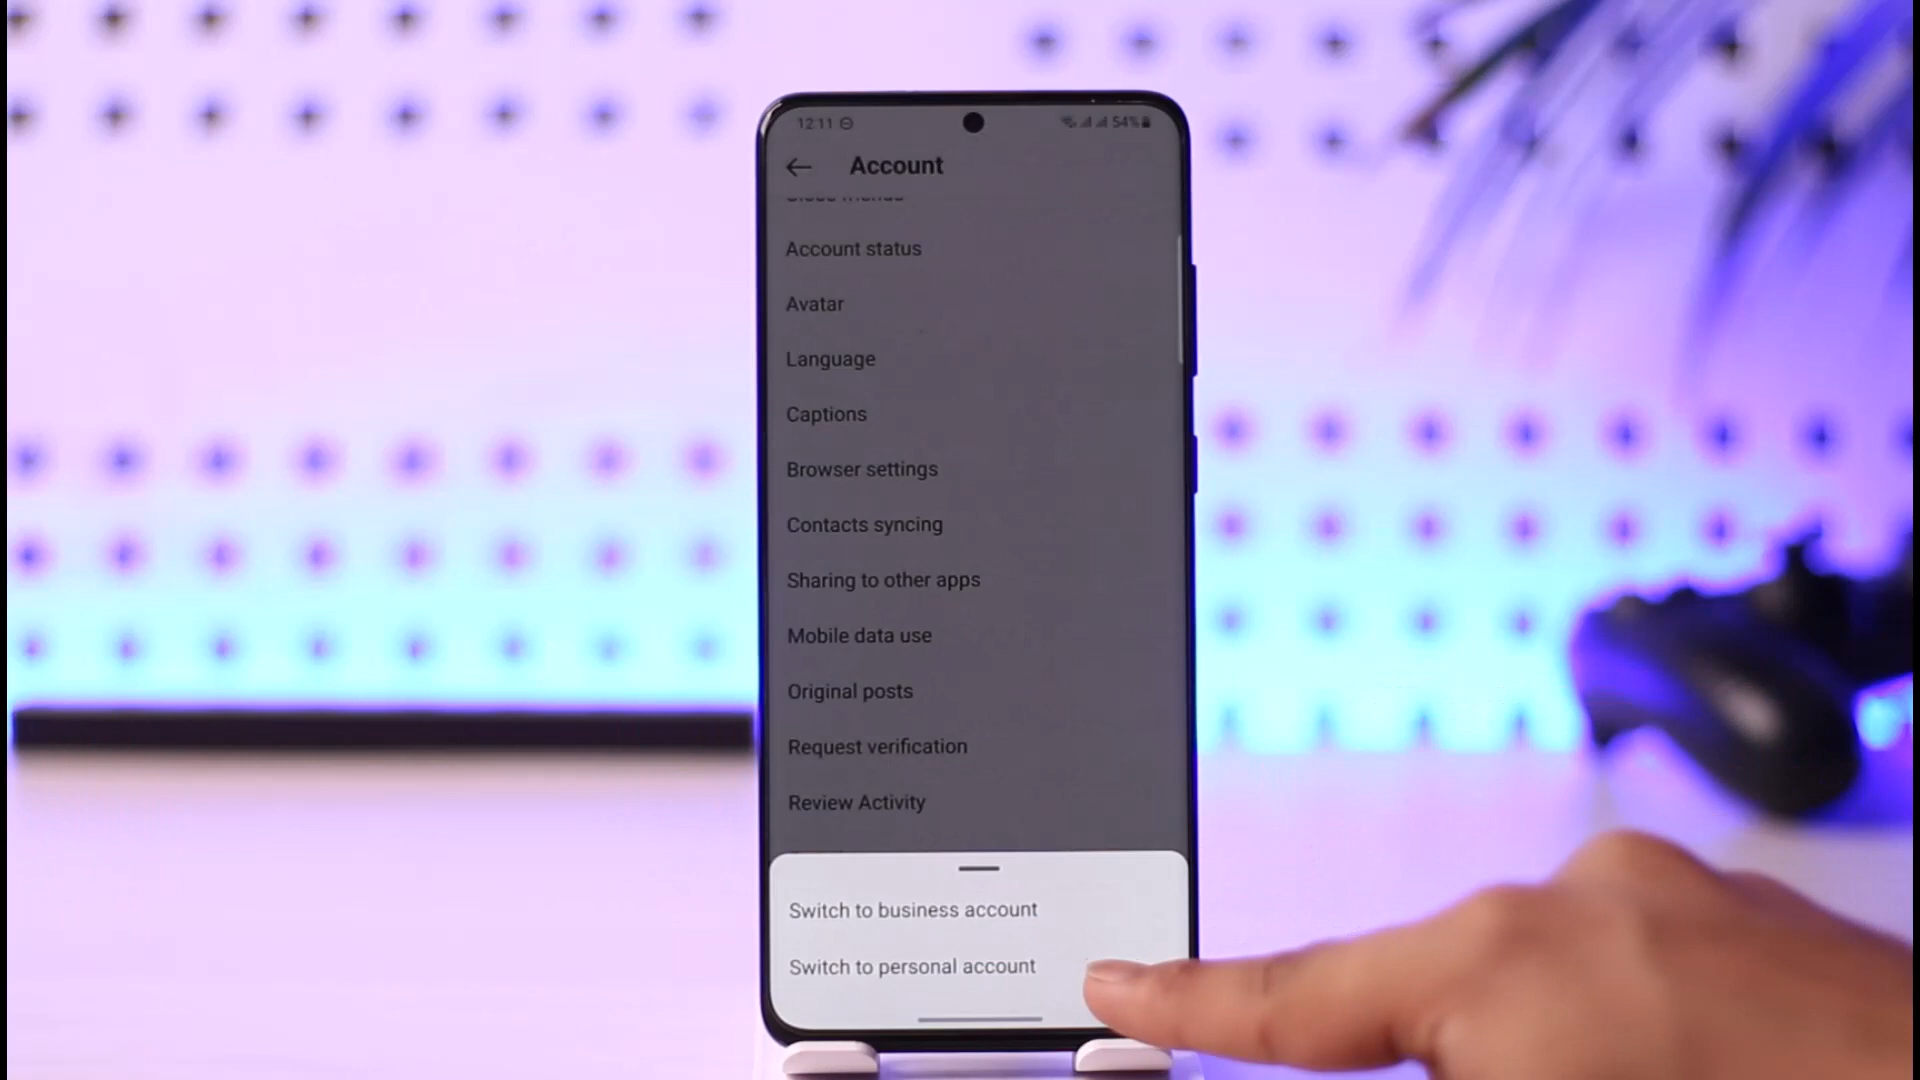 12:11 54%
Account
Account status
Avatar
Language
Captions
Browser settings
Contacts syncing
Sharing to other apps
Mobile data use
Original posts
Request verification
Review Activity
Switch to business account
Switch to personal account